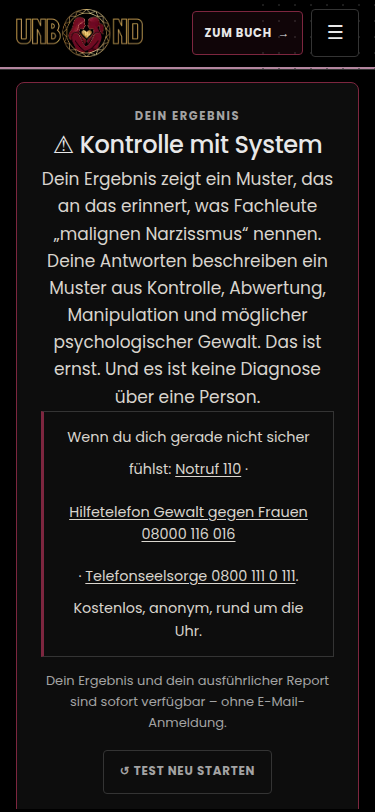 UNBOND
ZUM BUCH →
☰
DEIN ERGEBNIS
⚠ Kontrolle mit System
Dein Ergebnis zeigt ein Muster, das
an das erinnert, was Fachleute
„malignen Narzissmus“ nennen.
Deine Antworten beschreiben ein
Muster aus Kontrolle, Abwertung,
Manipulation und möglicher
psychologischer Gewalt. Das ist
ernst. Und es ist keine Diagnose
über eine Person.
Wenn du dich gerade nicht sicher
fühlst: Notruf 110 ·
Hilfetelefon Gewalt gegen Frauen
08000 116 016
· Telefonseelsorge 0800 111 0 111.
Kostenlos, anonym, rund um die
Uhr.
Dein Ergebnis und dein ausführlicher Report
sind sofort verfügbar – ohne E-Mail-
Anmeldung.
↺ TEST NEU STARTEN